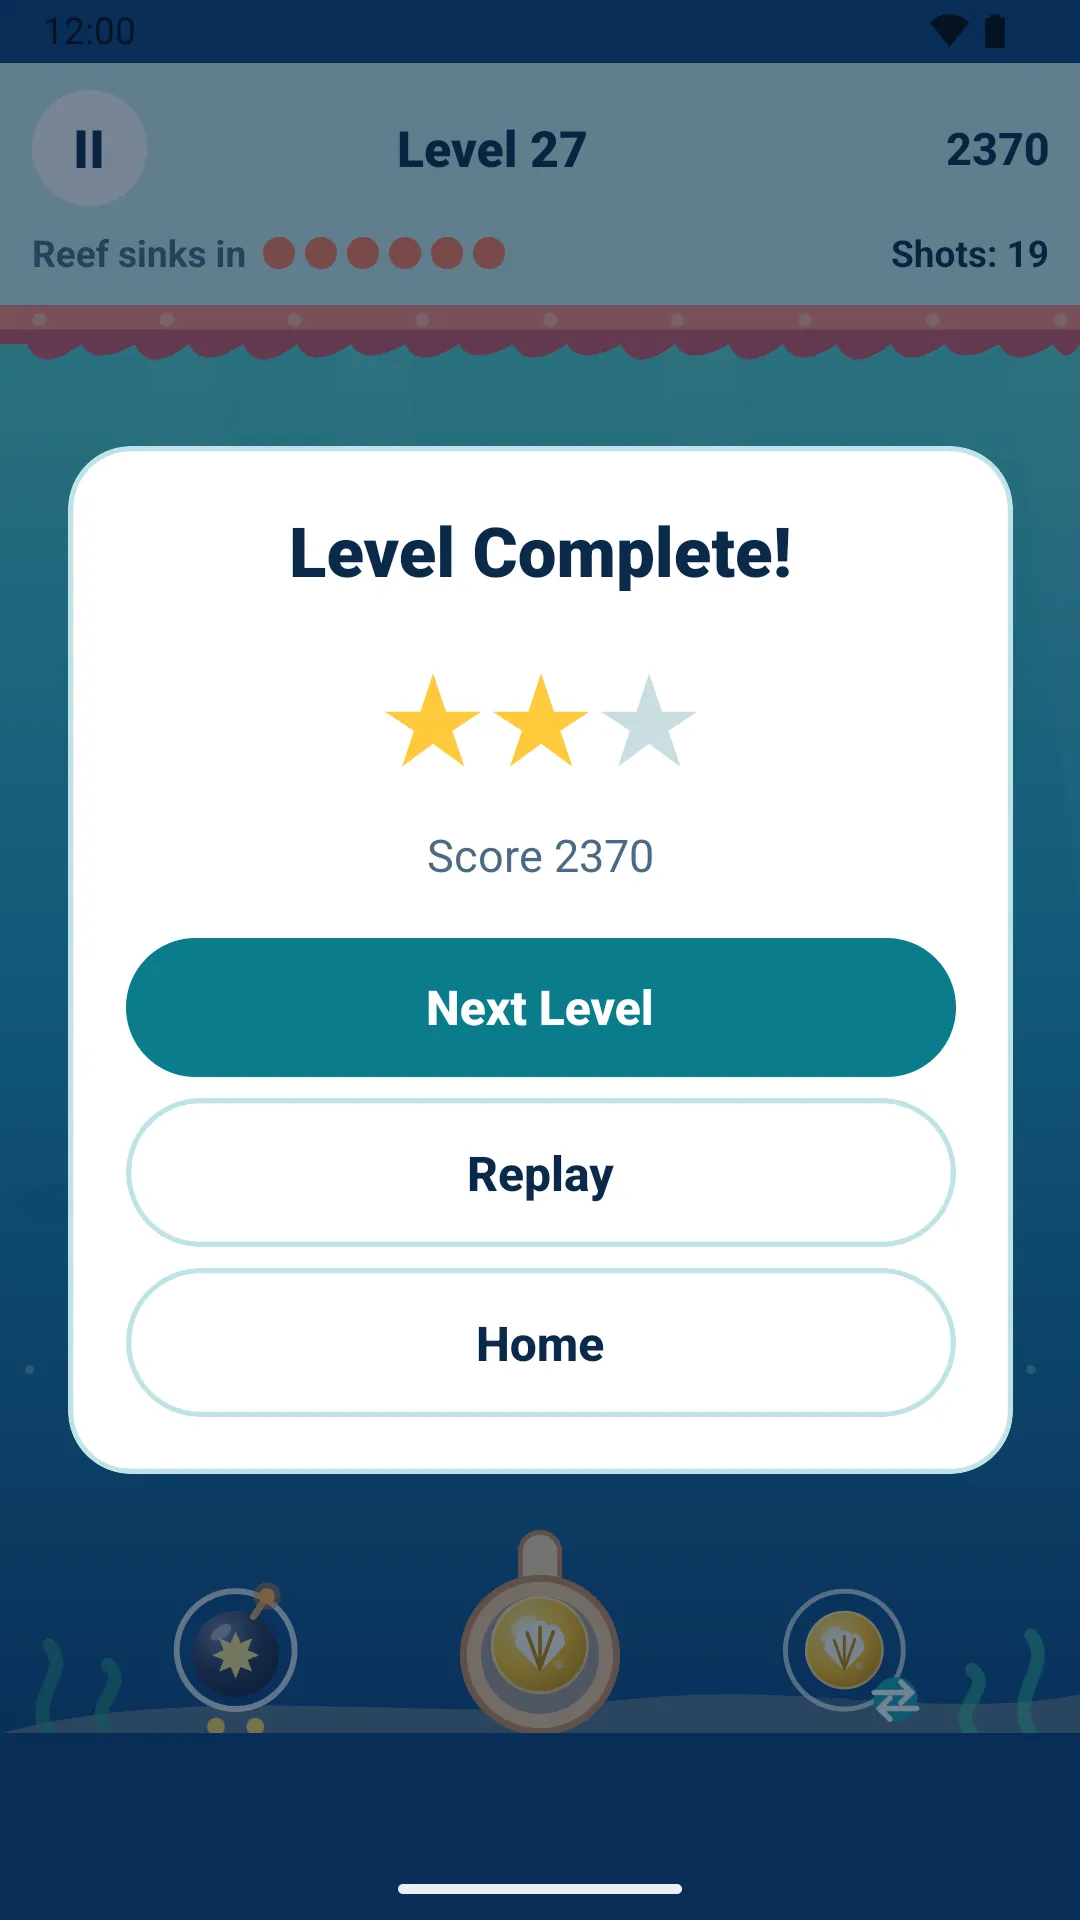 12:00
Level 27
2370
Reef sinks in
Shots: 19
Level Complete!
Score 2370
Next Level
Replay
Home